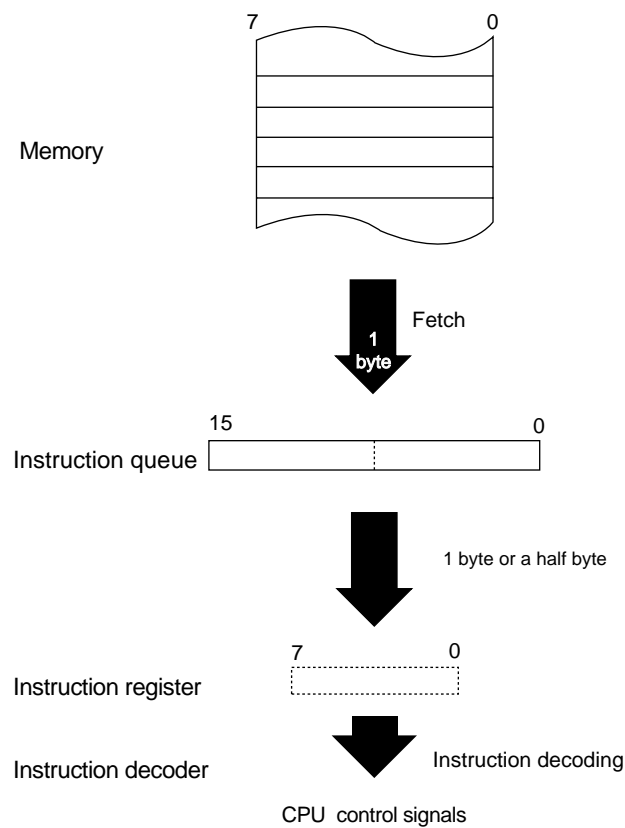 7 0
Memory
Fetch
1
byte
15 0
Instruction queue
1 byte or a half byte
7 0
Instruction register
Instruction decoding
Instruction decoder
CPU control signals